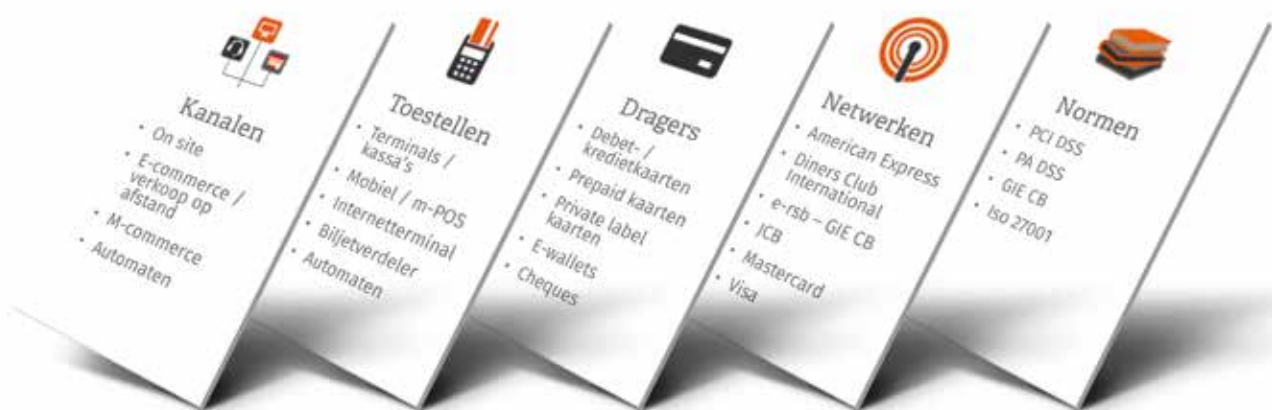 Kanalen
• On site
• E-commerce /
verkoop op
afstand
• M-commerce
• Automaten
Toestellen
• Terminals /
kassa's
• Mobiel / m-POS
• Internetterminal
• Biljetverdeler
• Automaten
Dragers
• Debet- /
kredietkaarten
• Prepaid kaarten
• Private label
kaarten
• E-wallets
• Cheques
Netwerken
• American Express
• Diners Club
International
• e-rsb – GIE CB
• JCB
• Mastercard
• Visa
Normen
• PCI DSS
• PA DSS
• GIE CB
• Iso 27001